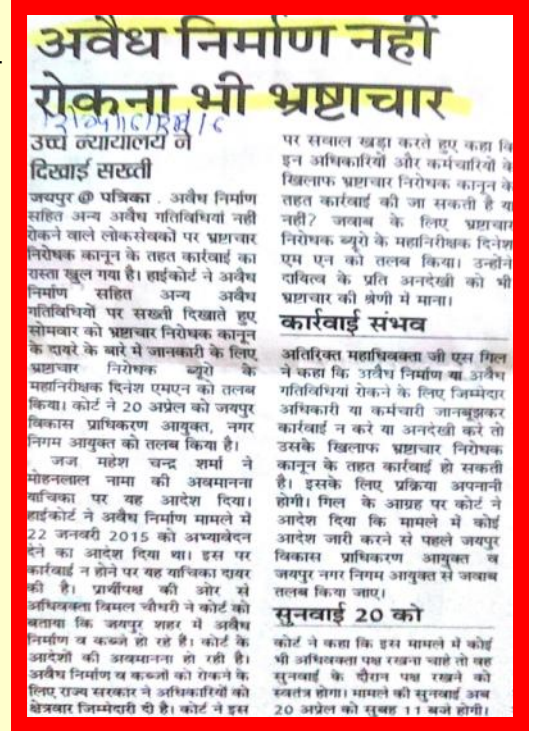 अवैध निर्माण नहीं
रोकना भी भ्रष्टाचार
उच्च न्यायालय ने
दिखाई सख्ती
जयपुर @ पत्रिका . अवैध निर्माण
सहित अन्य अवैध गतिविधियां नहीं
रोकने वाले लोकसेवकों पर भ्रष्टाचार
निरोधक कानून के तहत कार्रवाई का
रास्ता खुल गया है। हाईकोर्ट ने अवैध
निर्माण सहित अन्य अवैध
गतिविधियों पर सख्ती दिखाते हुए
सोमवार को भ्रष्टाचार निरोधक कानून
के दायरे के बारे में जानकारी के लिए
भ्रष्टाचार निरोधक ब्यूरो के
महानिरीक्षक दिनेश एमएन को तलब
किया। कोर्ट ने 20 अप्रेल को जयपुर
विकास प्राधिकरण आयुक्त, नगर
निगम आयुक्त को तलब किया है।
जज महेश चन्द्र शर्मा ने
मोहनलाल नामा की अवमानना
याचिका पर यह आदेश दिया।
हाईकोर्ट ने अवैध निर्माण मामले में
22 जनवरी 2015 को अभ्यावेदन
देने का आदेश दिया था। इस पर
कार्रवाई न होने पर यह याचिका दायर
की है। प्रार्थीपक्ष की ओर से
अधिवक्ता विमल चौधरी ने कोर्ट को
बताया कि जयपुर शहर में अवैध
निर्माण व कब्जे हो रहे है। कोर्ट के
आदेशों की अवमानना हो रही है।
अवैध निर्माण व कब्जों को रोकने के
लिए राज्य सरकार ने अधिकारियों को
क्षेत्रवार जिम्मेदारी दी है। कोर्ट ने इस
पर सवाल खड़ा करते हुए कहा कि
इन अधिकारियों और कर्मचारियों के
खिलाफ भ्रष्टाचार निरोधक कानून के
तहत कार्रवाई की जा सकती है या
नहीं? जवाब के लिए भ्रष्टाचार
निरोधक ब्यूरो के महानिरीक्षक दिनेश
एम एन को तलब किया। उन्होंने
दायित्व के प्रति अनदेखी को भी
भ्रष्टाचार की श्रेणी में माना।
कार्रवाई संभव
अतिरिक्त महाधिवक्ता जी एस गिल
ने कहा कि अवैध निर्माण या अवैध
गतिविधियां रोकने के लिए जिम्मेदार
अधिकारी या कर्मचारी जानबूझकर
कार्रवाई न करे या अनदेखी करे तो
उसके खिलाफ भ्रष्टाचार निरोधक
कानून के तहत कार्रवाई हो सकती
है। इसके लिए प्रक्रिया अपनानी
होगी। गिल के आग्रह पर कोर्ट ने
आदेश दिया कि मामले में कोई
आदेश जारी करने से पहले जयपुर
विकास प्राधिकरण आयुक्त व
जयपुर नगर निगम आयुक्त से जवाब
तलब किया जाए।
सुनवाई 20 को
कोर्ट ने कहा कि इस मामले में कोई
भी अधिवक्ता पक्ष रखना चाहे तो वह
सुनवाई के दौरान पक्ष रखने को
स्वतंत्र होगा। मामले की सुनवाई अब
20 अप्रेल को सुबह 11 बजे होगी।